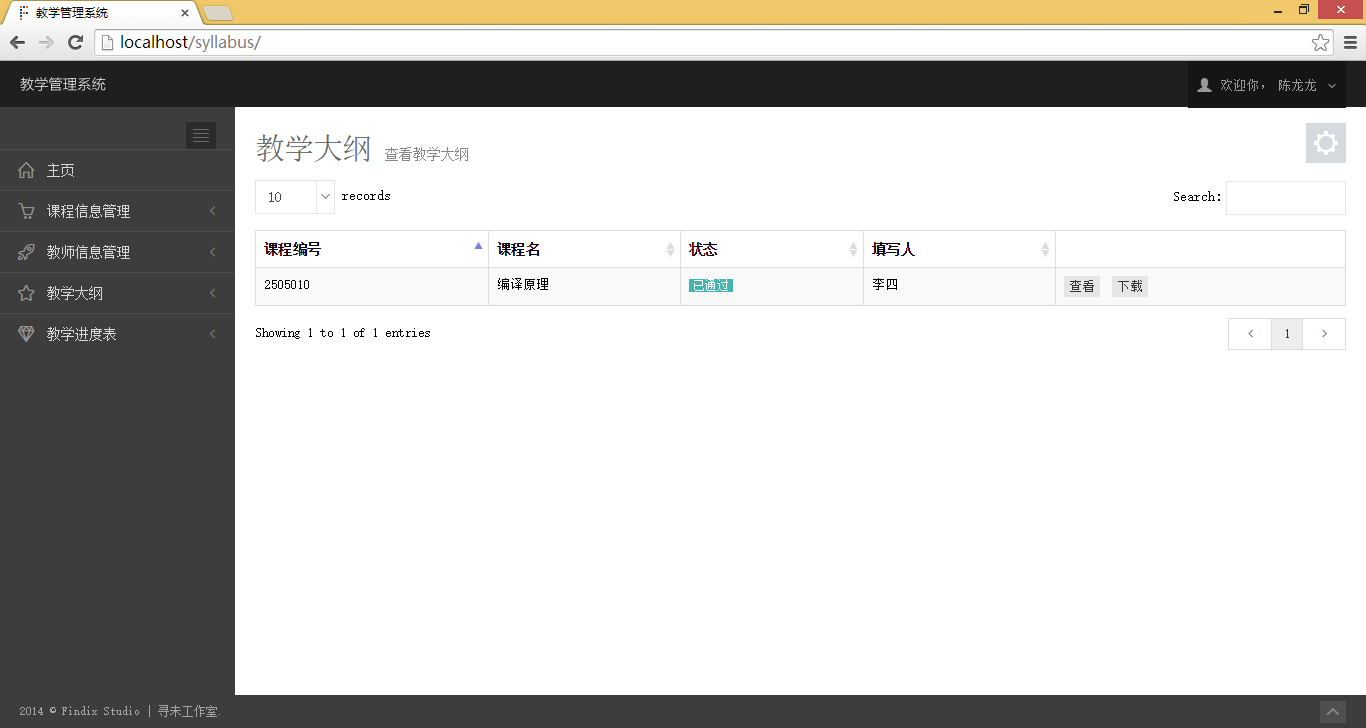 教学管理系统
localhost/syllabus/
教学管理系统
欢迎你， 陈龙龙
主页
课程信息管理
教师信息管理
教学大纲
教学进度表
教学大纲 查看教学大纲
10 records
Search:
课程编号 课程名 状态 填写人
2505010 编译原理 已通过 李四 查看 下载
Showing 1 to 1 of 1 entries
1
2014 © Findix Studio | 寻未工作室.